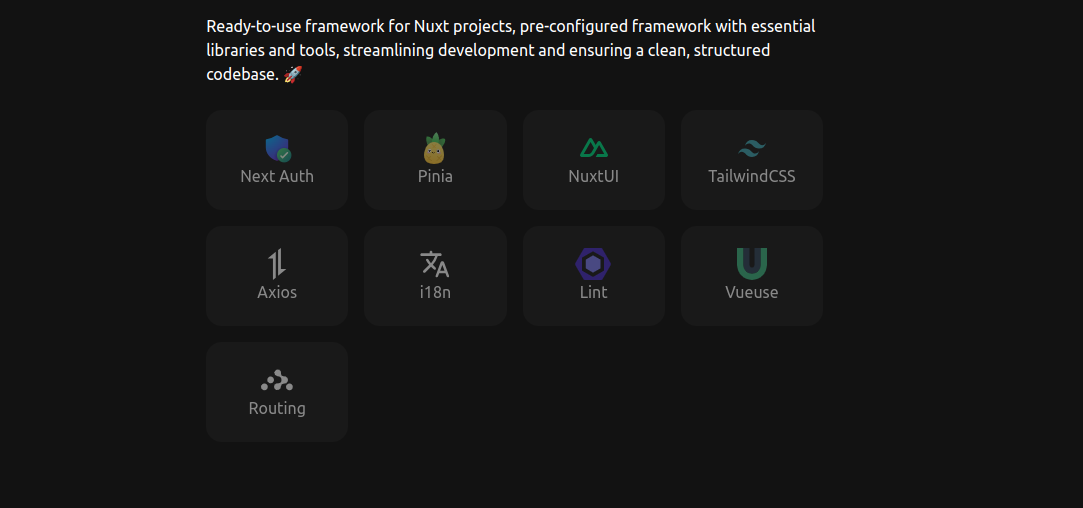 Ready-to-use framework for Nuxt projects, pre-configured framework with essential
libraries and tools, streamlining development and ensuring a clean, structured
codebase. 🚀
Next Auth
Pinia
NuxtUI
TailwindCSS
Axios
i18n
Lint
Vueuse
Routing